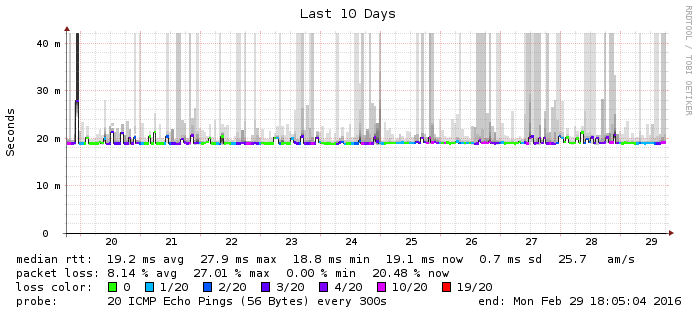 Last 10 Days
RRDTOOL / TOBI OETIKER
Seconds
40 m
30 m
20 m
10 m
0
20 21 22 23 24 25 26 27 28 29
median rtt: 19.2 ms avg 27.9 ms max 18.8 ms min 19.1 ms now 0.7 ms sd 25.7 am/s
packet loss: 8.14 % avg 27.01 % max 0.00 % min 20.48 % now
loss color: 0 1/20 2/20 3/20 4/20 10/20 19/20
probe: 20 ICMP Echo Pings (56 Bytes) every 300s end: Mon Feb 29 18:05:04 2016